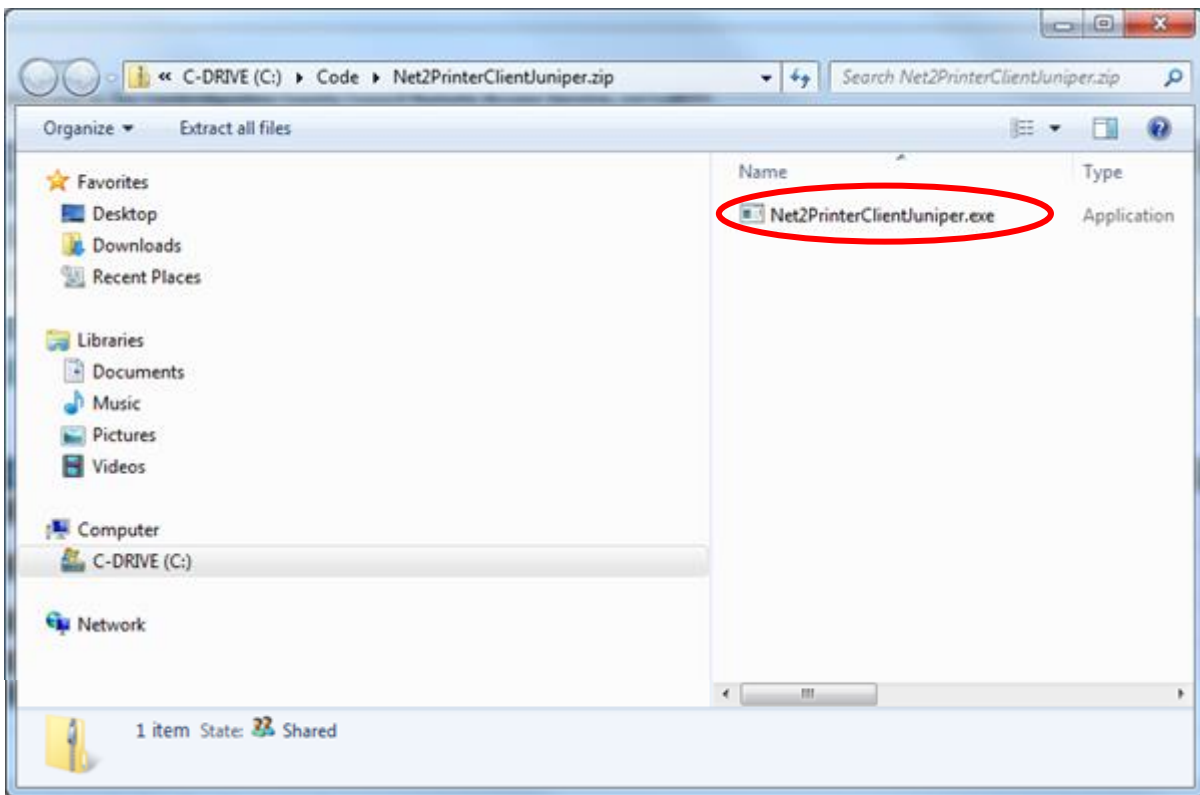 « C-DRIVE (C:) ▸ Code ▸ Net2PrinterClientJuniper.zip
Search Net2PrinterClientJuniper.zip
Organize Extract all files
Name Type
Favorites
Desktop
Net2PrinterClientJuniper.exe Application
Downloads
Recent Places
Libraries
Documents
Music
Pictures
Videos
Computer
C-DRIVE (C:)
Network
1 item State: Shared